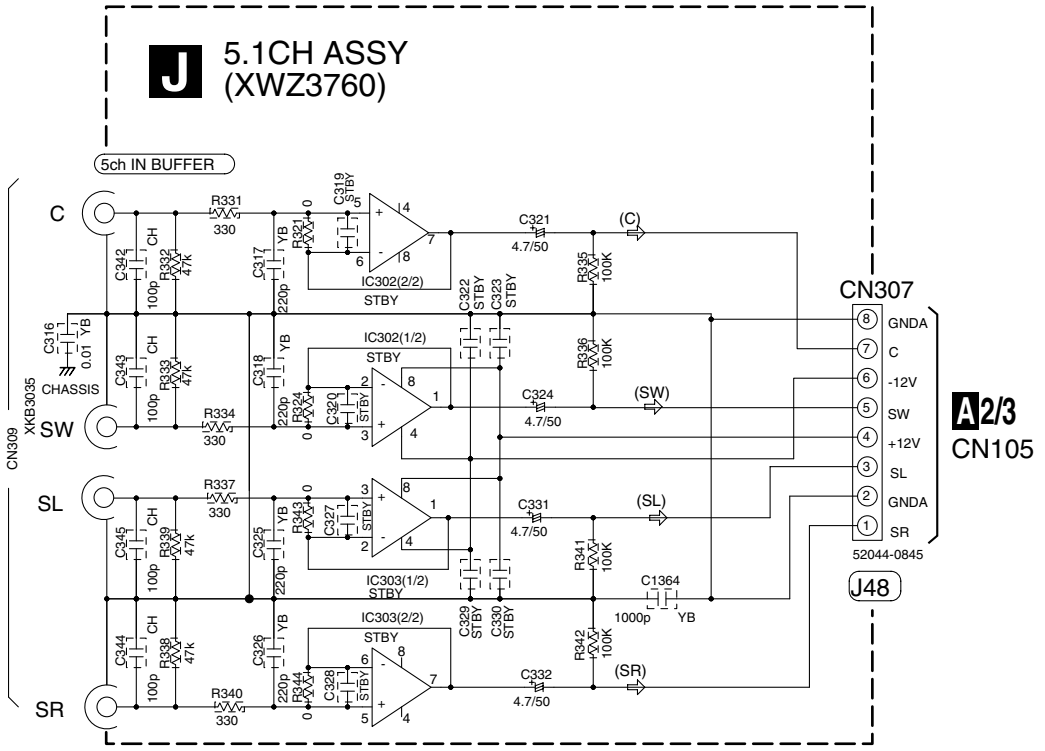 J
5.1CH ASSY
(XWZ3760)
5ch IN BUFFER
C
R331
330
C342
100p
CH
R332
47k
C317
220p
YB
R321
0
C319
STBY
5
+
6
-
4
8
7
IC302(2/2)
STBY
C321
4.7/50
(C)
R335
100K
C322
STBY
C323
STBY
C316
0.01 YB
CHASSIS
C343
100p
CH
R333
47k
C318
220p
YB
R324
0
C320
STBY
IC302(1/2)
STBY
2
-
3
+
8
4
1
C324
4.7/50
(SW)
R336
100K
SW
R334
330
CN309
XKB3035
SL
R337
330
C345
100p
CH
R339
47k
C325
220p
YB
R343
0
C327
STBY
3
+
2
-
8
4
1
IC303(1/2)
STBY
C331
4.7/50
(SL)
R341
100K
C329
STBY
C330
STBY
C1364
1000p YB
C344
100p
CH
R338
47k
C326
220p
YB
R344
0
C328
STBY
IC303(2/2)
STBY
6
-
5
+
8
4
7
C332
4.7/50
(SR)
R342
100K
SR
R340
330
CN307
8 GNDA
7 C
6 -12V
5 SW
4 +12V
3 SL
2 GNDA
1 SR
52044-0845
J48
A 2/3
CN105